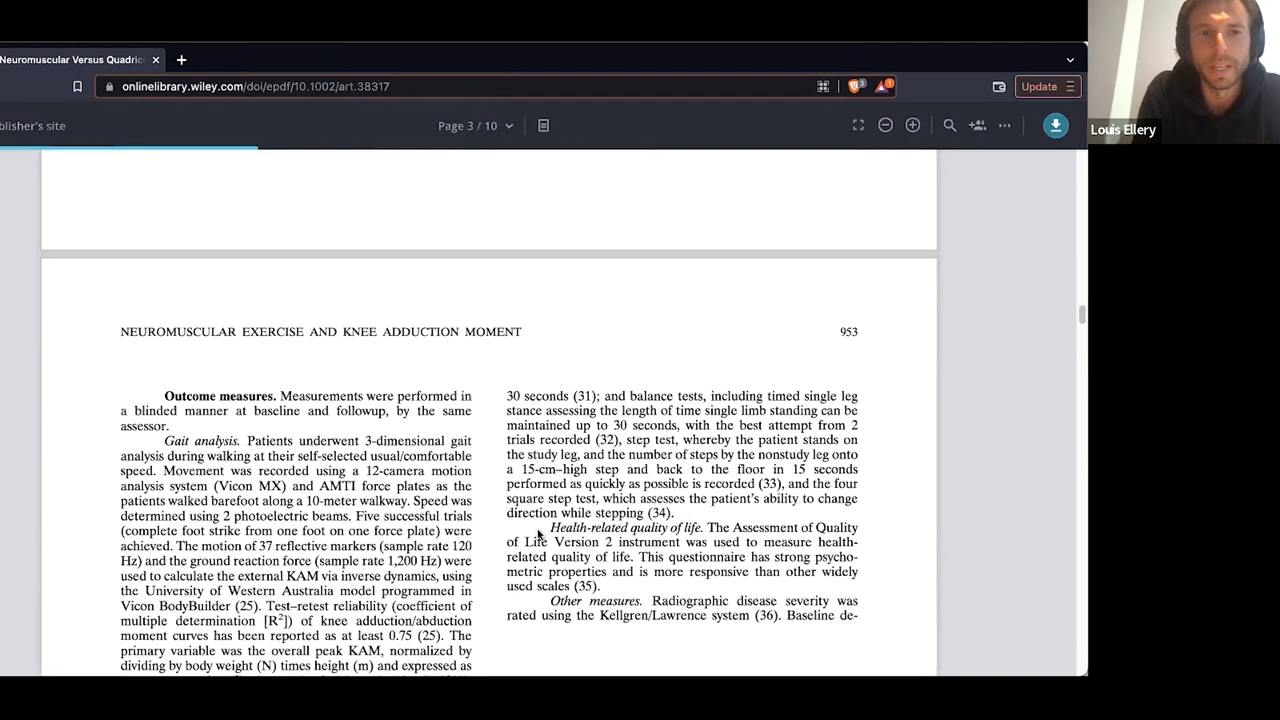 Neuromuscular Versus Quadric
onlinelibrary.wiley.com/doi/epdf/10.1002/art.38317
3
1
Update
blisher's site
Page 3 / 10
Louis Ellery
NEUROMUSCULAR EXERCISE AND KNEE ADDUCTION MOMENT
953
Outcome measures. Measurements were performed in
a blinded manner at baseline and followup, by the same
assessor.
Gait analysis. Patients underwent 3-dimensional gait
analysis during walking at their self-selected usual/comfortable
speed. Movement was recorded using a 12-camera motion
analysis system (Vicon MX) and AMTI force plates as the
patients walked barefoot along a 10-meter walkway. Speed was
determined using 2 photoelectric beams. Five successful trials
(complete foot strike from one foot on one force plate) were
achieved. The motion of 37 reflective markers (sample rate 120
Hz) and the ground reaction force (sample rate 1,200 Hz) were
used to calculate the external KAM via inverse dynamics, using
the University of Western Australia model programmed in
Vicon BodyBuilder (25). Test–retest reliability (coefficient of
multiple determination [R²]) of knee adduction/abduction
moment curves has been reported as at least 0.75 (25). The
primary variable was the overall peak KAM, normalized by
dividing by body weight (N) times height (m) and expressed as
30 seconds (31); and balance tests, including timed single leg
stance assessing the length of time single limb standing can be
maintained up to 30 seconds, with the best attempt from 2
trials recorded (32), step test, whereby the patient stands on
the study leg, and the number of steps by the nonstudy leg onto
a 15-cm–high step and back to the floor in 15 seconds
performed as quickly as possible is recorded (33), and the four
square step test, which assesses the patient's ability to change
direction while stepping (34).
Health-related quality of life. The Assessment of Quality
of Life Version 2 instrument was used to measure health-
related quality of life. This questionnaire has strong psycho-
metric properties and is more responsive than other widely
used scales (35).
Other measures. Radiographic disease severity was
rated using the Kellgren/Lawrence system (36). Baseline de-